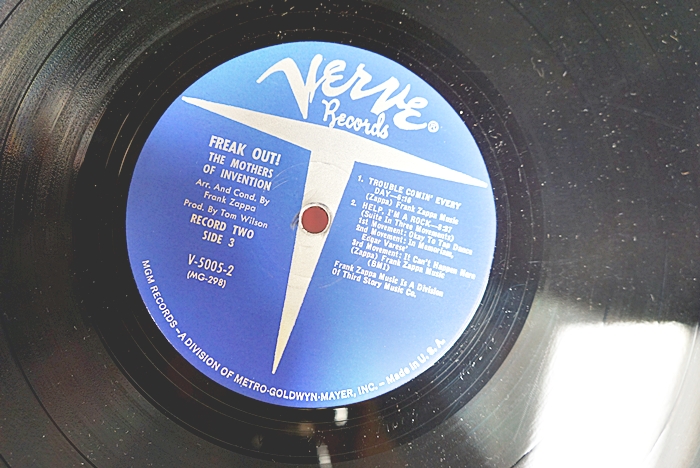 Verve
Records®
FREAK OUT!
THE MOTHERS
OF INVENTION
Arr. And Cond. By
Frank Zappa
Prod. By Tom Wilson
RECORD TWO
SIDE 3
V-5005-2
(MG-298)
1. TROUBLE COMIN' EVERY
DAY—6:16
(Zappa) Frank Zappa Music
2. HELP, I'M A ROCK—8:37
(Suite In Three Movements)
1st Movement: Okay To Tap Dance
2nd Movement: In Memoriam,
Edgar Varese'
3rd Movement: It Can't Happen Here
(Zappa) Frank Zappa Music
(BMI)
Frank Zappa Music Is A Division
Of Third Story Music Co.
MGM RECORDS—A DIVISION OF METRO-GOLDWYN-MAYER, INC.—Made in U. S. A.